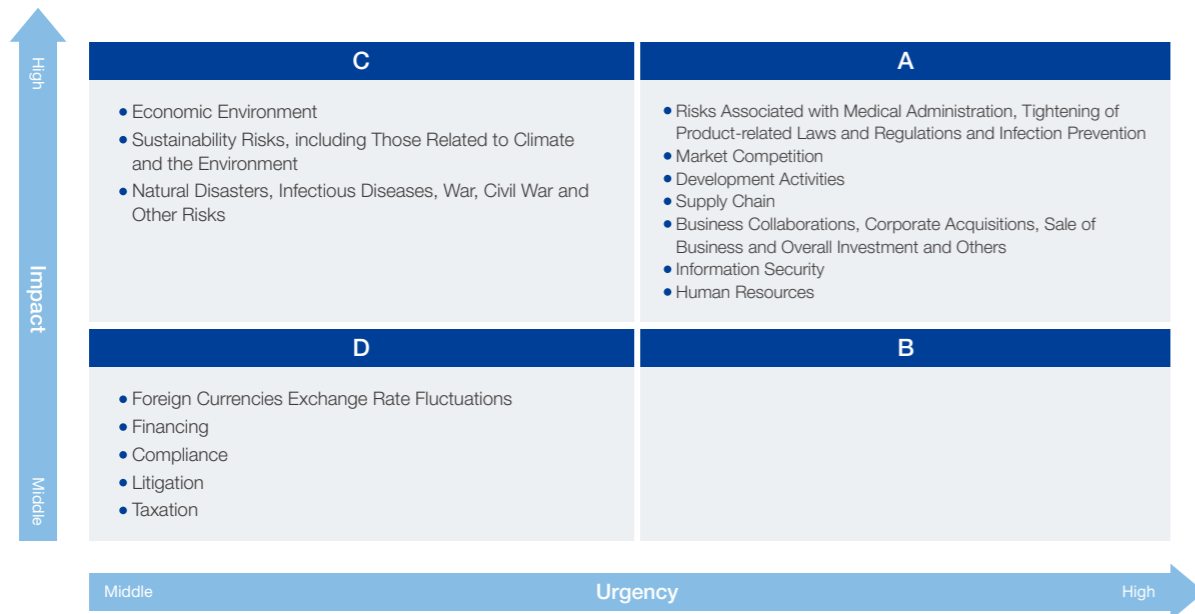 High
Impact
Middle
C
• Economic Environment
• Sustainability Risks, including Those Related to Climate
and the Environment
• Natural Disasters, Infectious Diseases, War, Civil War and
Other Risks
A
• Risks Associated with Medical Administration, Tightening of
Product-related Laws and Regulations and Infection Prevention
• Market Competition
• Development Activities
• Supply Chain
• Business Collaborations, Corporate Acquisitions, Sale of
Business and Overall Investment and Others
• Information Security
• Human Resources
D
• Foreign Currencies Exchange Rate Fluctuations
• Financing
• Compliance
• Litigation
• Taxation
B
Middle
Urgency
High